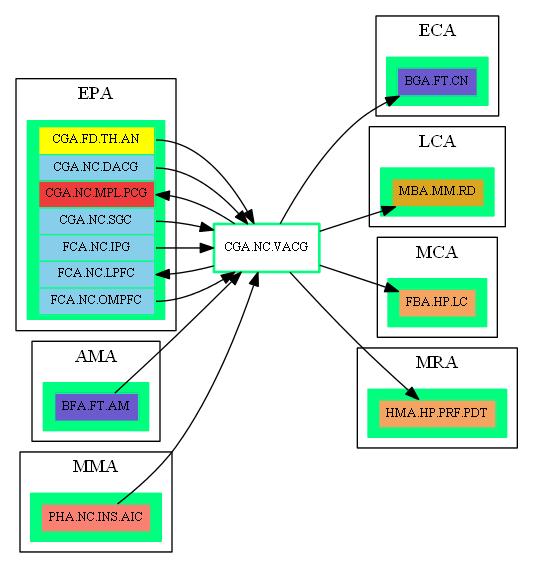 EPA
CGA.FD.TH.AN
CGA.NC.DACG
CGA.NC.MPL.PCG
CGA.NC.SGC
FCA.NC.IPG
FCA.NC.LPFC
FCA.NC.OMPFC
AMA
BFA.FT.AM
MMA
PHA.NC.INS.AIC
CGA.NC.VACG
ECA
BGA.FT.CN
LCA
MBA.MM.RD
MCA
FBA.HP.LC
MRA
HMA.HP.PRF.PDT